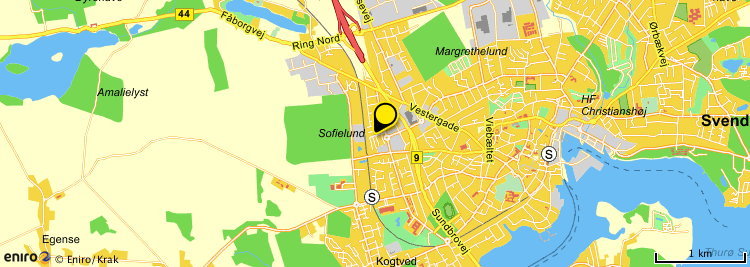 44
Fåborgvej
Ring Nord
Margrethelund
Ørbækvej
Amalielyst
Vestergade
HF
Christianshøj
Sofielund
Viebæltet
Svend
9
S
S
Sundbrovej
Egense
Kogtved
eniro
© Eniro/Krak
1 km